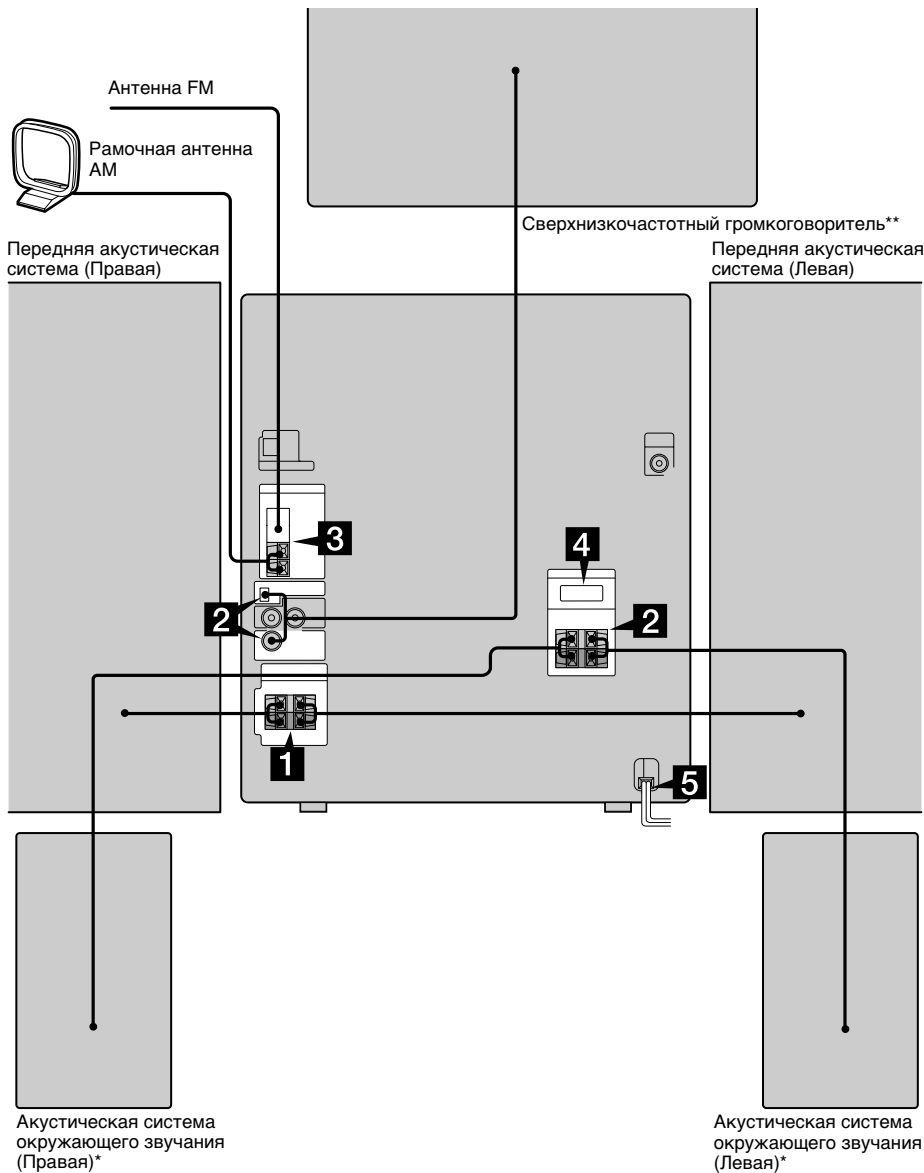 Антенна FM
Рамочная антенна
AM
Сверхнизкочастотный громкоговоритель**
Передняя акустическая
система (Правая)
Передняя акустическая
система (Левая)
3
4
2
2
1
5
Акустическая система
окружающего звучания
(Правая)*
Акустическая система
окружающего звучания
(Левая)*